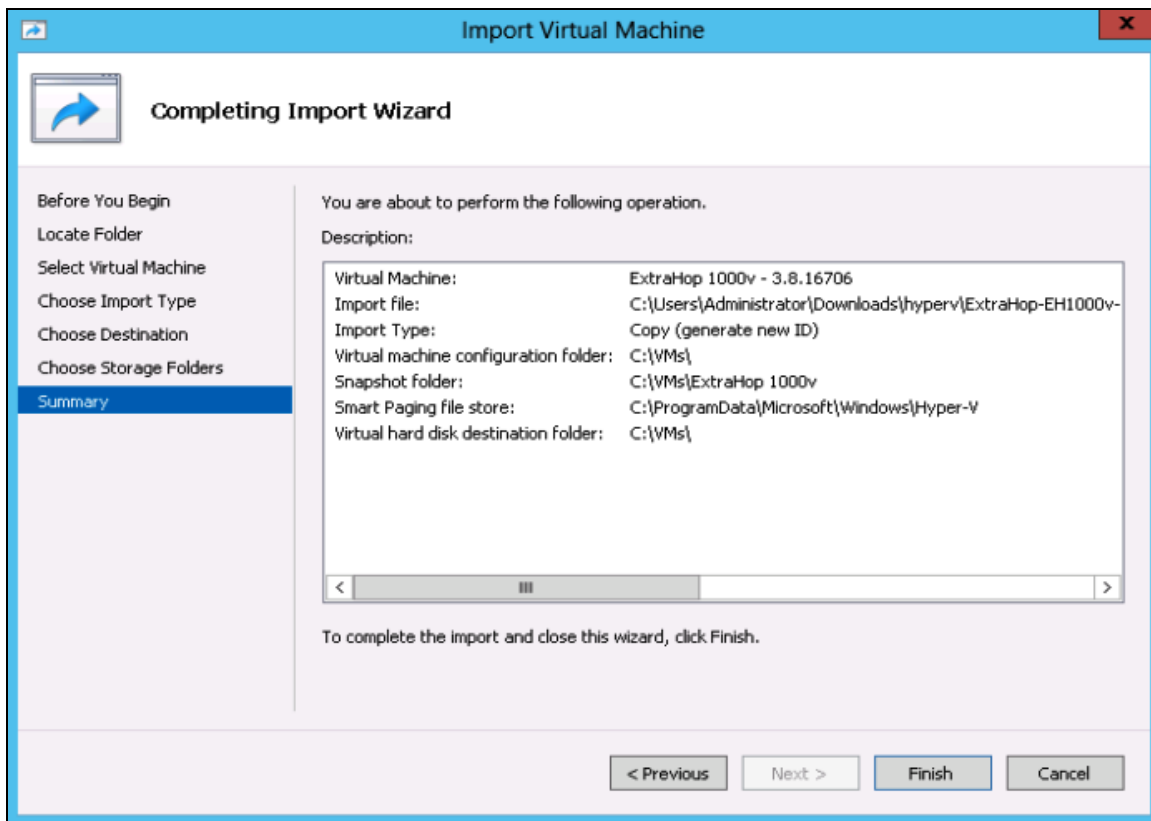 Import Virtual Machine
x
Completing Import Wizard
Before You Begin
Locate Folder
Select Virtual Machine
Choose Import Type
Choose Destination
Choose Storage Folders
Summary
You are about to perform the following operation.
Description:
Virtual Machine: ExtraHop 1000v - 3.8.16706
Import file: C:\Users\Administrator\Downloads\hyperv\ExtraHop-EH1000v-
Import Type: Copy (generate new ID)
Virtual machine configuration folder: C:\VMs\
Snapshot folder: C:\VMs\ExtraHop 1000v
Smart Paging file store: C:\ProgramData\Microsoft\Windows\Hyper-V
Virtual hard disk destination folder: C:\VMs\
To complete the import and close this wizard, click Finish.
< Previous Next > Finish Cancel